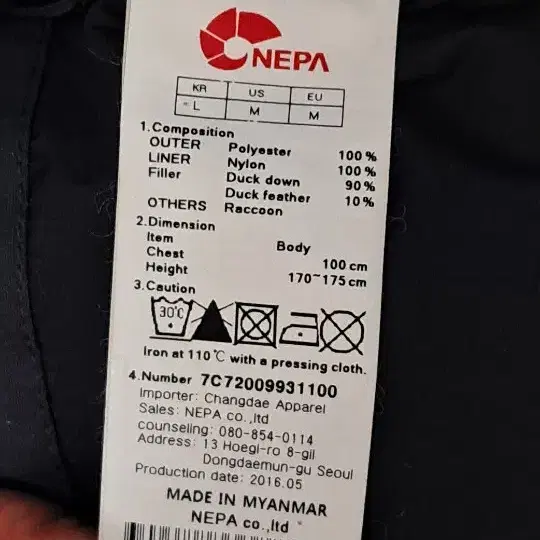 NEPA
KR US EU
L M M
1.Composition
OUTER Polyester 100 %
LINER Nylon 100 %
Filler Duck down 90 %
Duck feather 10 %
OTHERS Raccoon
2.Dimension
Item Body
Chest 100 cm
Height 170~175 cm
3.Caution
30℃
Iron at 110℃ with a pressing cloth.
4.Number 7C72009931100
Importer: Changdae Apparel
Sales: NEPA co.,ltd
counseling: 080-854-0114
Address: 13 Hoegi-ro 8-gil
Dongdaemun-gu Seoul
Production date: 2016.05
MADE IN MYANMAR
NEPA co.,ltd